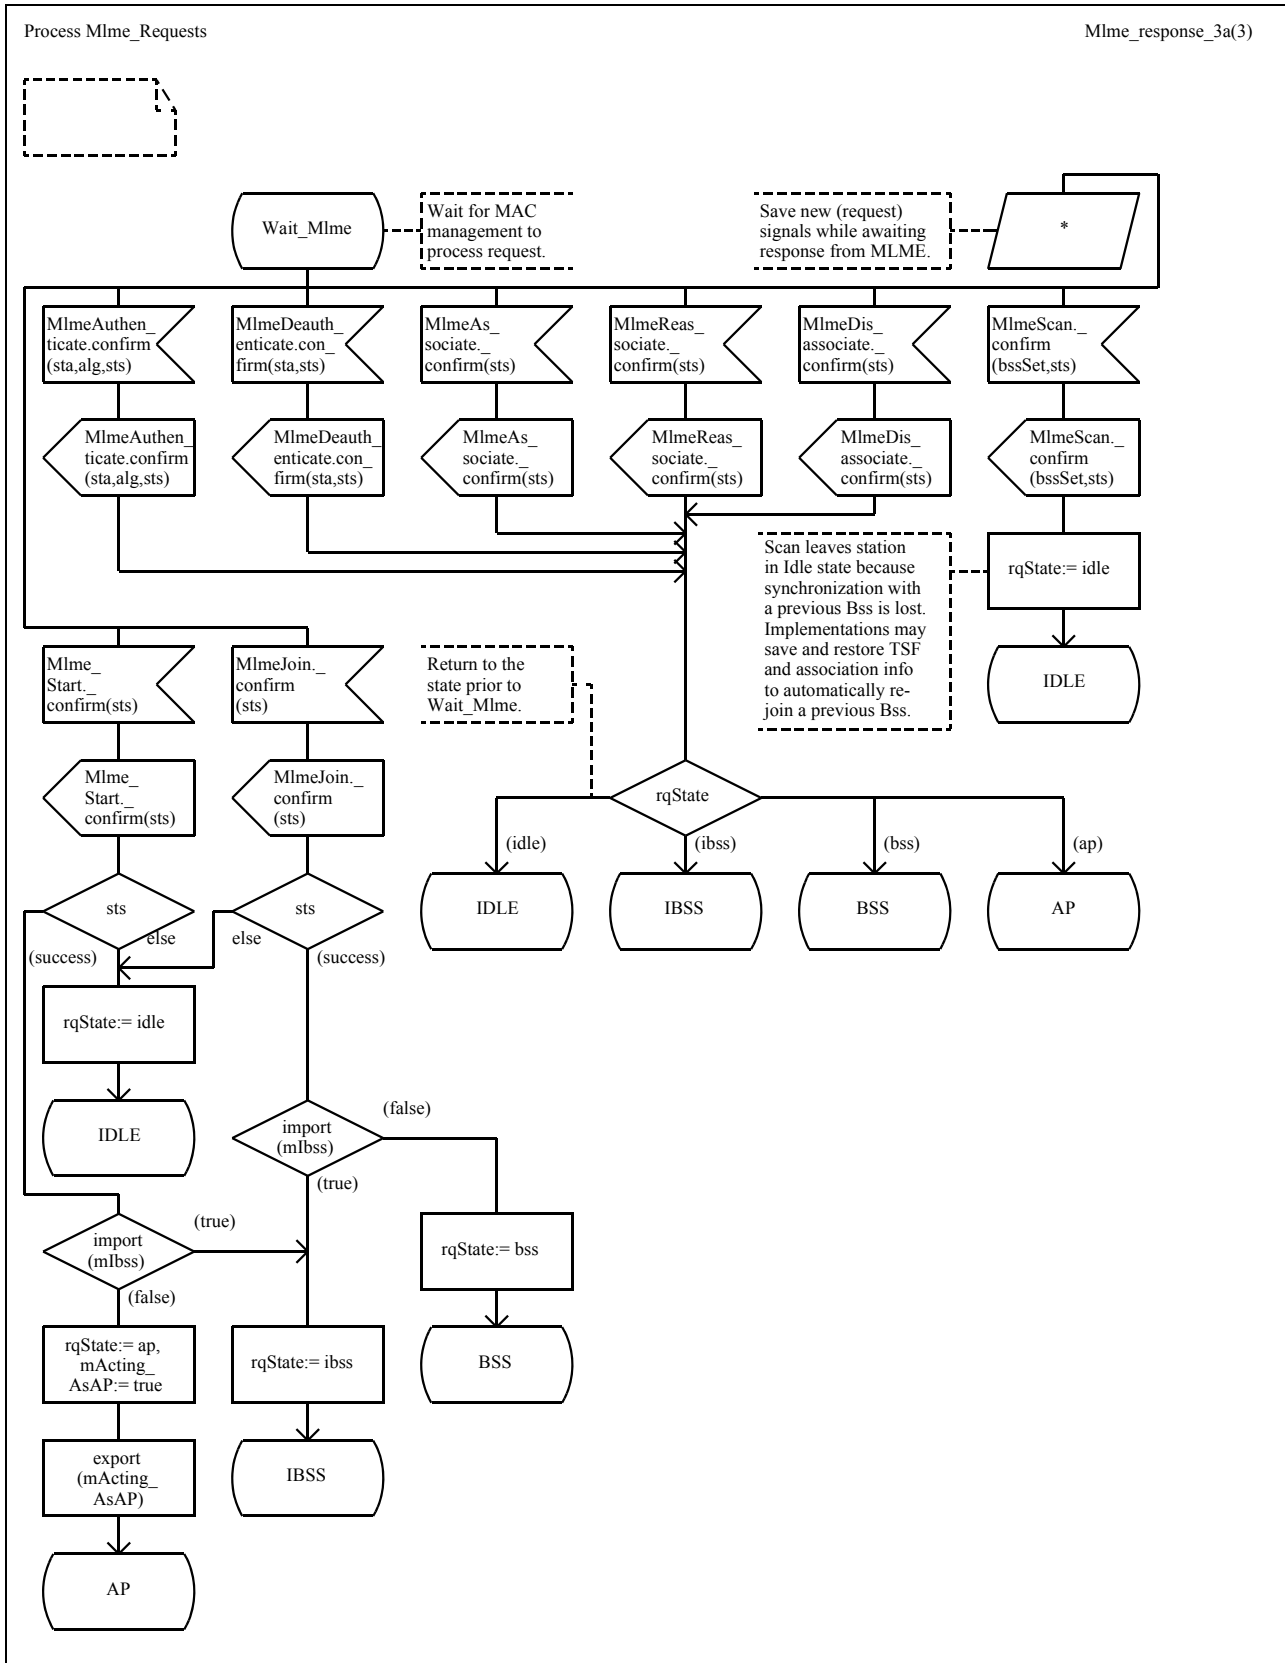 Process Mlme_Requests
Mlme_response_3a(3)
Wait_Mlme
Wait for MAC
management to
process request.
Save new (request)
signals while awaiting
response from MLME.
*
MlmeAuthen_
ticate.confirm
(sta,alg,sts)
MlmeDeauth_
enticate.con_
firm(sta,sts)
MlmeAs_
sociate._
confirm(sts)
MlmeReas_
sociate._
confirm(sts)
MlmeDis_
associate._
confirm(sts)
MlmeScan._
confirm
(bssSet,sts)
MlmeAuthen_
ticate.confirm
(sta,alg,sts)
MlmeDeauth_
enticate.con_
firm(sta,sts)
MlmeAs_
sociate._
confirm(sts)
MlmeReas_
sociate._
confirm(sts)
MlmeDis_
associate._
confirm(sts)
MlmeScan._
confirm
(bssSet,sts)
Scan leaves station
in Idle state because
synchronization with
a previous Bss is lost.
Implementations may
save and restore TSF
and association info
to automatically re-
join a previous Bss.
rqState:= idle
IDLE
Mlme_
Start._
confirm(sts)
MlmeJoin._
confirm
(sts)
Return to the
state prior to
Wait_Mlme.
Mlme_
Start._
confirm(sts)
MlmeJoin._
confirm
(sts)
rqState
(idle)
(ibss)
(bss)
(ap)
IDLE
IBSS
BSS
AP
sts
sts
else
else
(success)
(success)
rqState:= idle
IDLE
import
(mIbss)
(false)
(true)
import
(mIbss)
(true)
(false)
rqState:= bss
BSS
rqState:= ap,
mActing_
AsAP:= true
rqState:= ibss
export
(mActing_
AsAP)
IBSS
AP